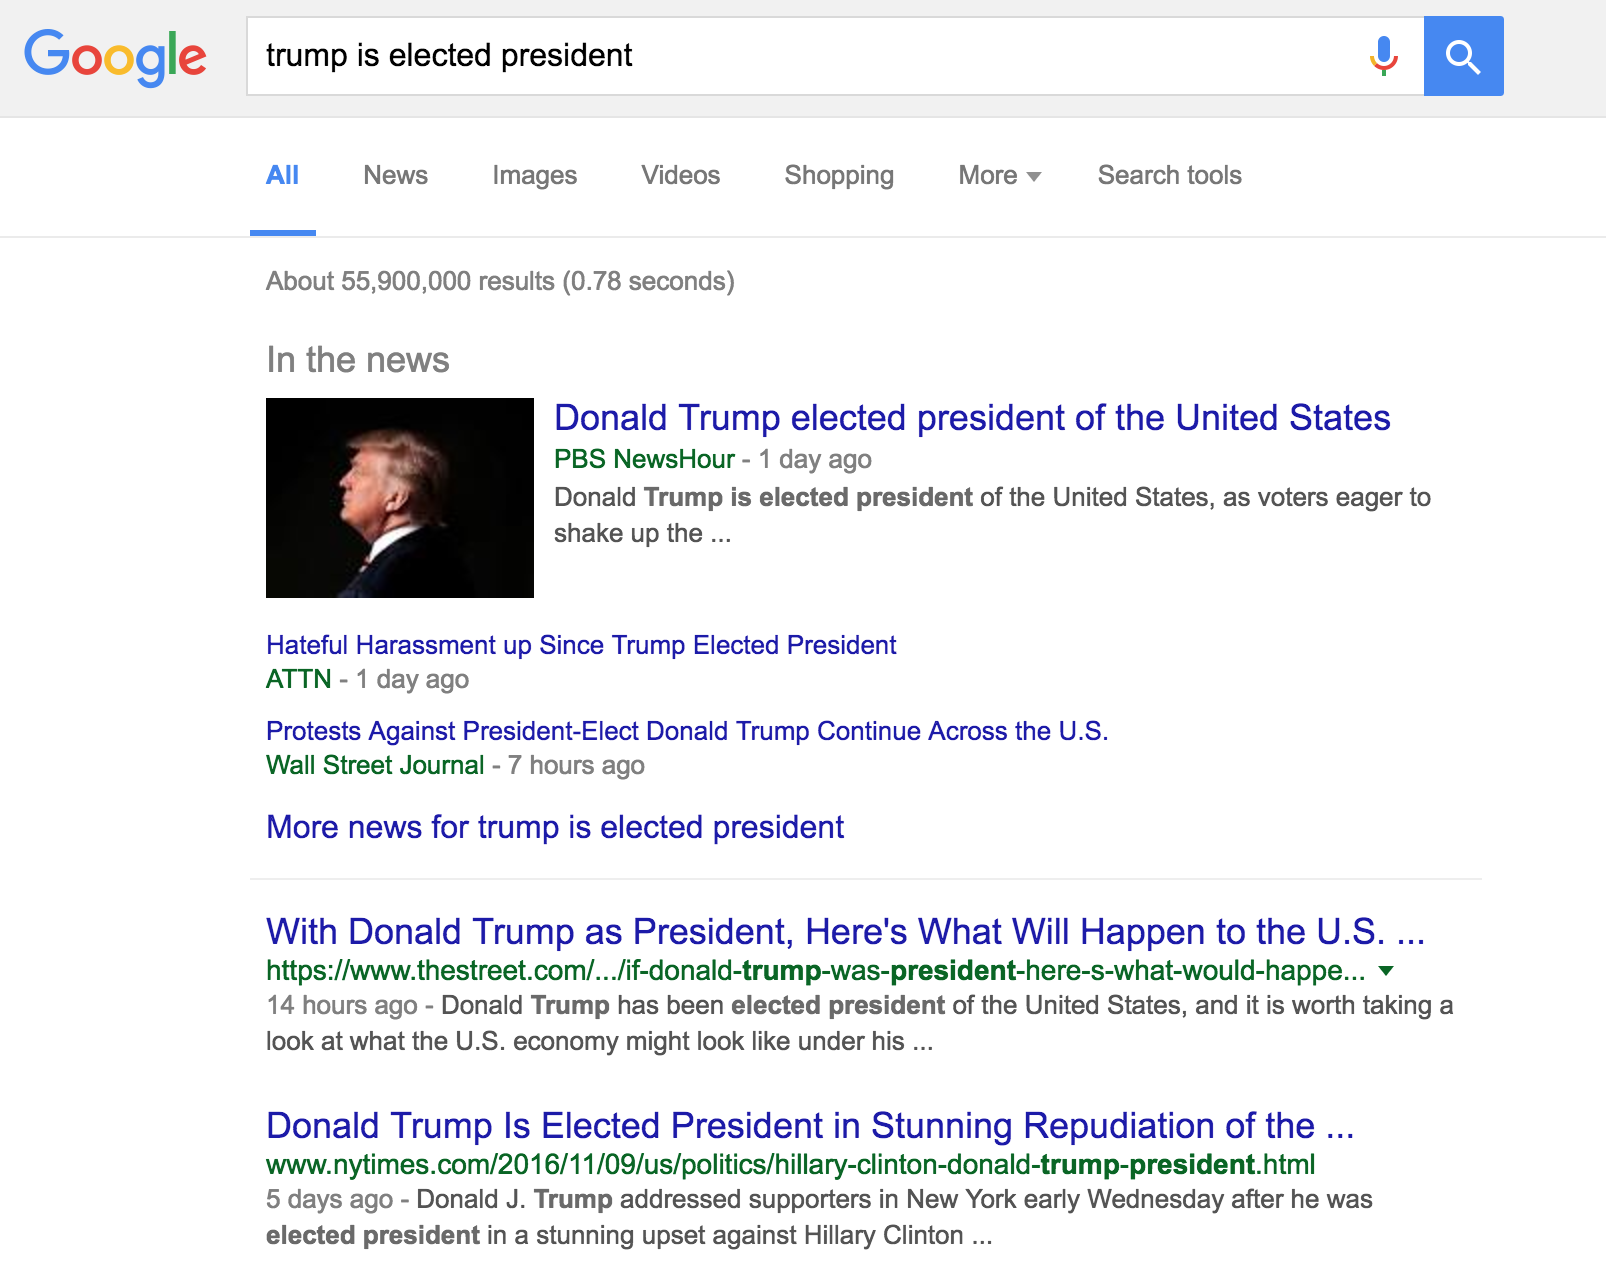 Google
trump is elected president
All News Images Videos Shopping More Search tools
About 55,900,000 results (0.78 seconds)
In the news
Donald Trump elected president of the United States
PBS NewsHour - 1 day ago
Donald Trump is elected president of the United States, as voters eager to
shake up the ...
Hateful Harassment up Since Trump Elected President
ATTN - 1 day ago
Protests Against President-Elect Donald Trump Continue Across the U.S.
Wall Street Journal - 7 hours ago
More news for trump is elected president
With Donald Trump as President, Here's What Will Happen to the U.S. ...
https://www.thestreet.com/.../if-donald-trump-was-president-here-s-what-would-happe...
14 hours ago - Donald Trump has been elected president of the United States, and it is worth taking a
look at what the U.S. economy might look like under his ...
Donald Trump Is Elected President in Stunning Repudiation of the ...
www.nytimes.com/2016/11/09/us/politics/hillary-clinton-donald-trump-president.html
5 days ago - Donald J. Trump addressed supporters in New York early Wednesday after he was
elected president in a stunning upset against Hillary Clinton ...